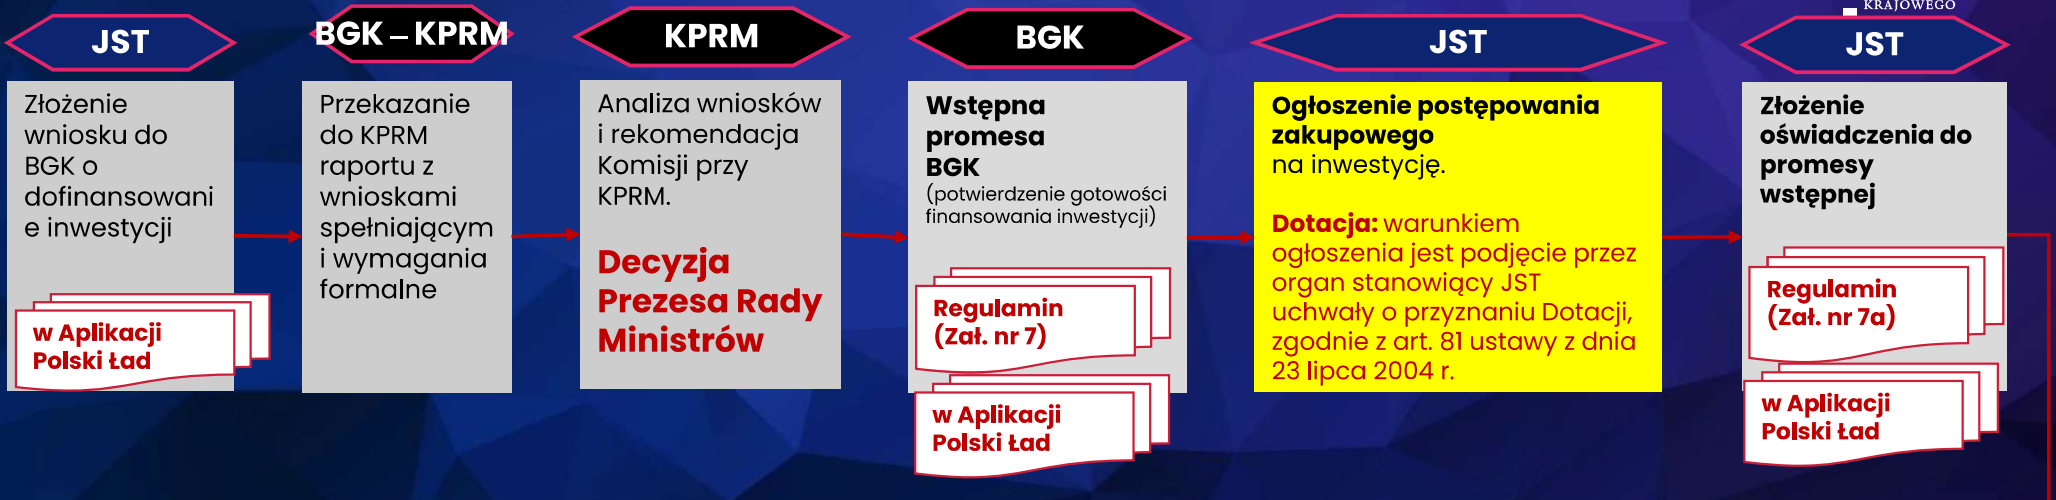 KRAJOWEGO
JST
Złożenie
wniosku do
BGK o
dofinansowani
e inwestycji
w Aplikacji
Polski Ład
BGK – KPRM
Przekazanie
do KPRM
raportu z
wnioskami
spełniającym
i wymagania
formalne
KPRM
Analiza wniosków
i rekomendacja
Komisji przy
KPRM.
Decyzja
Prezesa Rady
Ministrów
BGK
Wstępna
promesa
BGK
(potwierdzenie gotowości
finansowania inwestycji)
Regulamin
(Zał. nr 7)
w Aplikacji
Polski Ład
JST
Ogłoszenie postępowania
zakupowego
na inwestycję.
Dotacja: warunkiem
ogłoszenia jest podjęcie przez
organ stanowiący JST
uchwały o przyznaniu Dotacji,
zgodnie z art. 81 ustawy z dnia
23 lipca 2004 r.
JST
Złożenie
oświadczenia do
promesy
wstępnej
Regulamin
(Zał. nr 7a)
w Aplikacji
Polski Ład